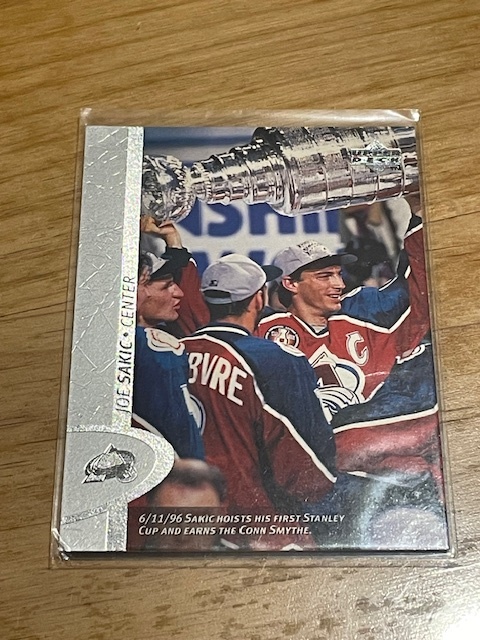 UPPER
DECK
NSHIP
JOE SAKIC • CENTER
C
BVRE
6/11/96 SAKIC HOISTS HIS FIRST STANLEY
CUP AND EARNS THE CONN SMYTHE.